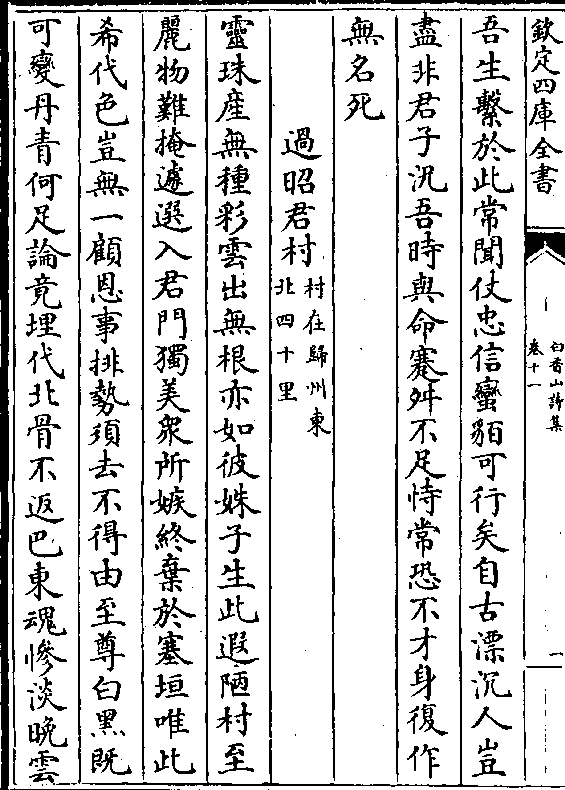 欽定四庫全書
白香山詩集
卷十一
一
吾生繫於此常聞仗忠信蠻貊可行矣自古漂沉人豈
盡非君子況吾時與命蹇舛不足恃常恐不才身復作
無名死
過昭君村村在歸州東北四十里
靈珠産無種彩雲出無根亦如彼姝子生此遐陋村至
麗物難掩遽選入君門獨美衆所嫉終棄於塞垣唯此
希代色豈無一顧恩事排勢須去不得由至尊白黑既
可變丹青何足論竟埋代北骨不返巴東魂慘淡晚雲